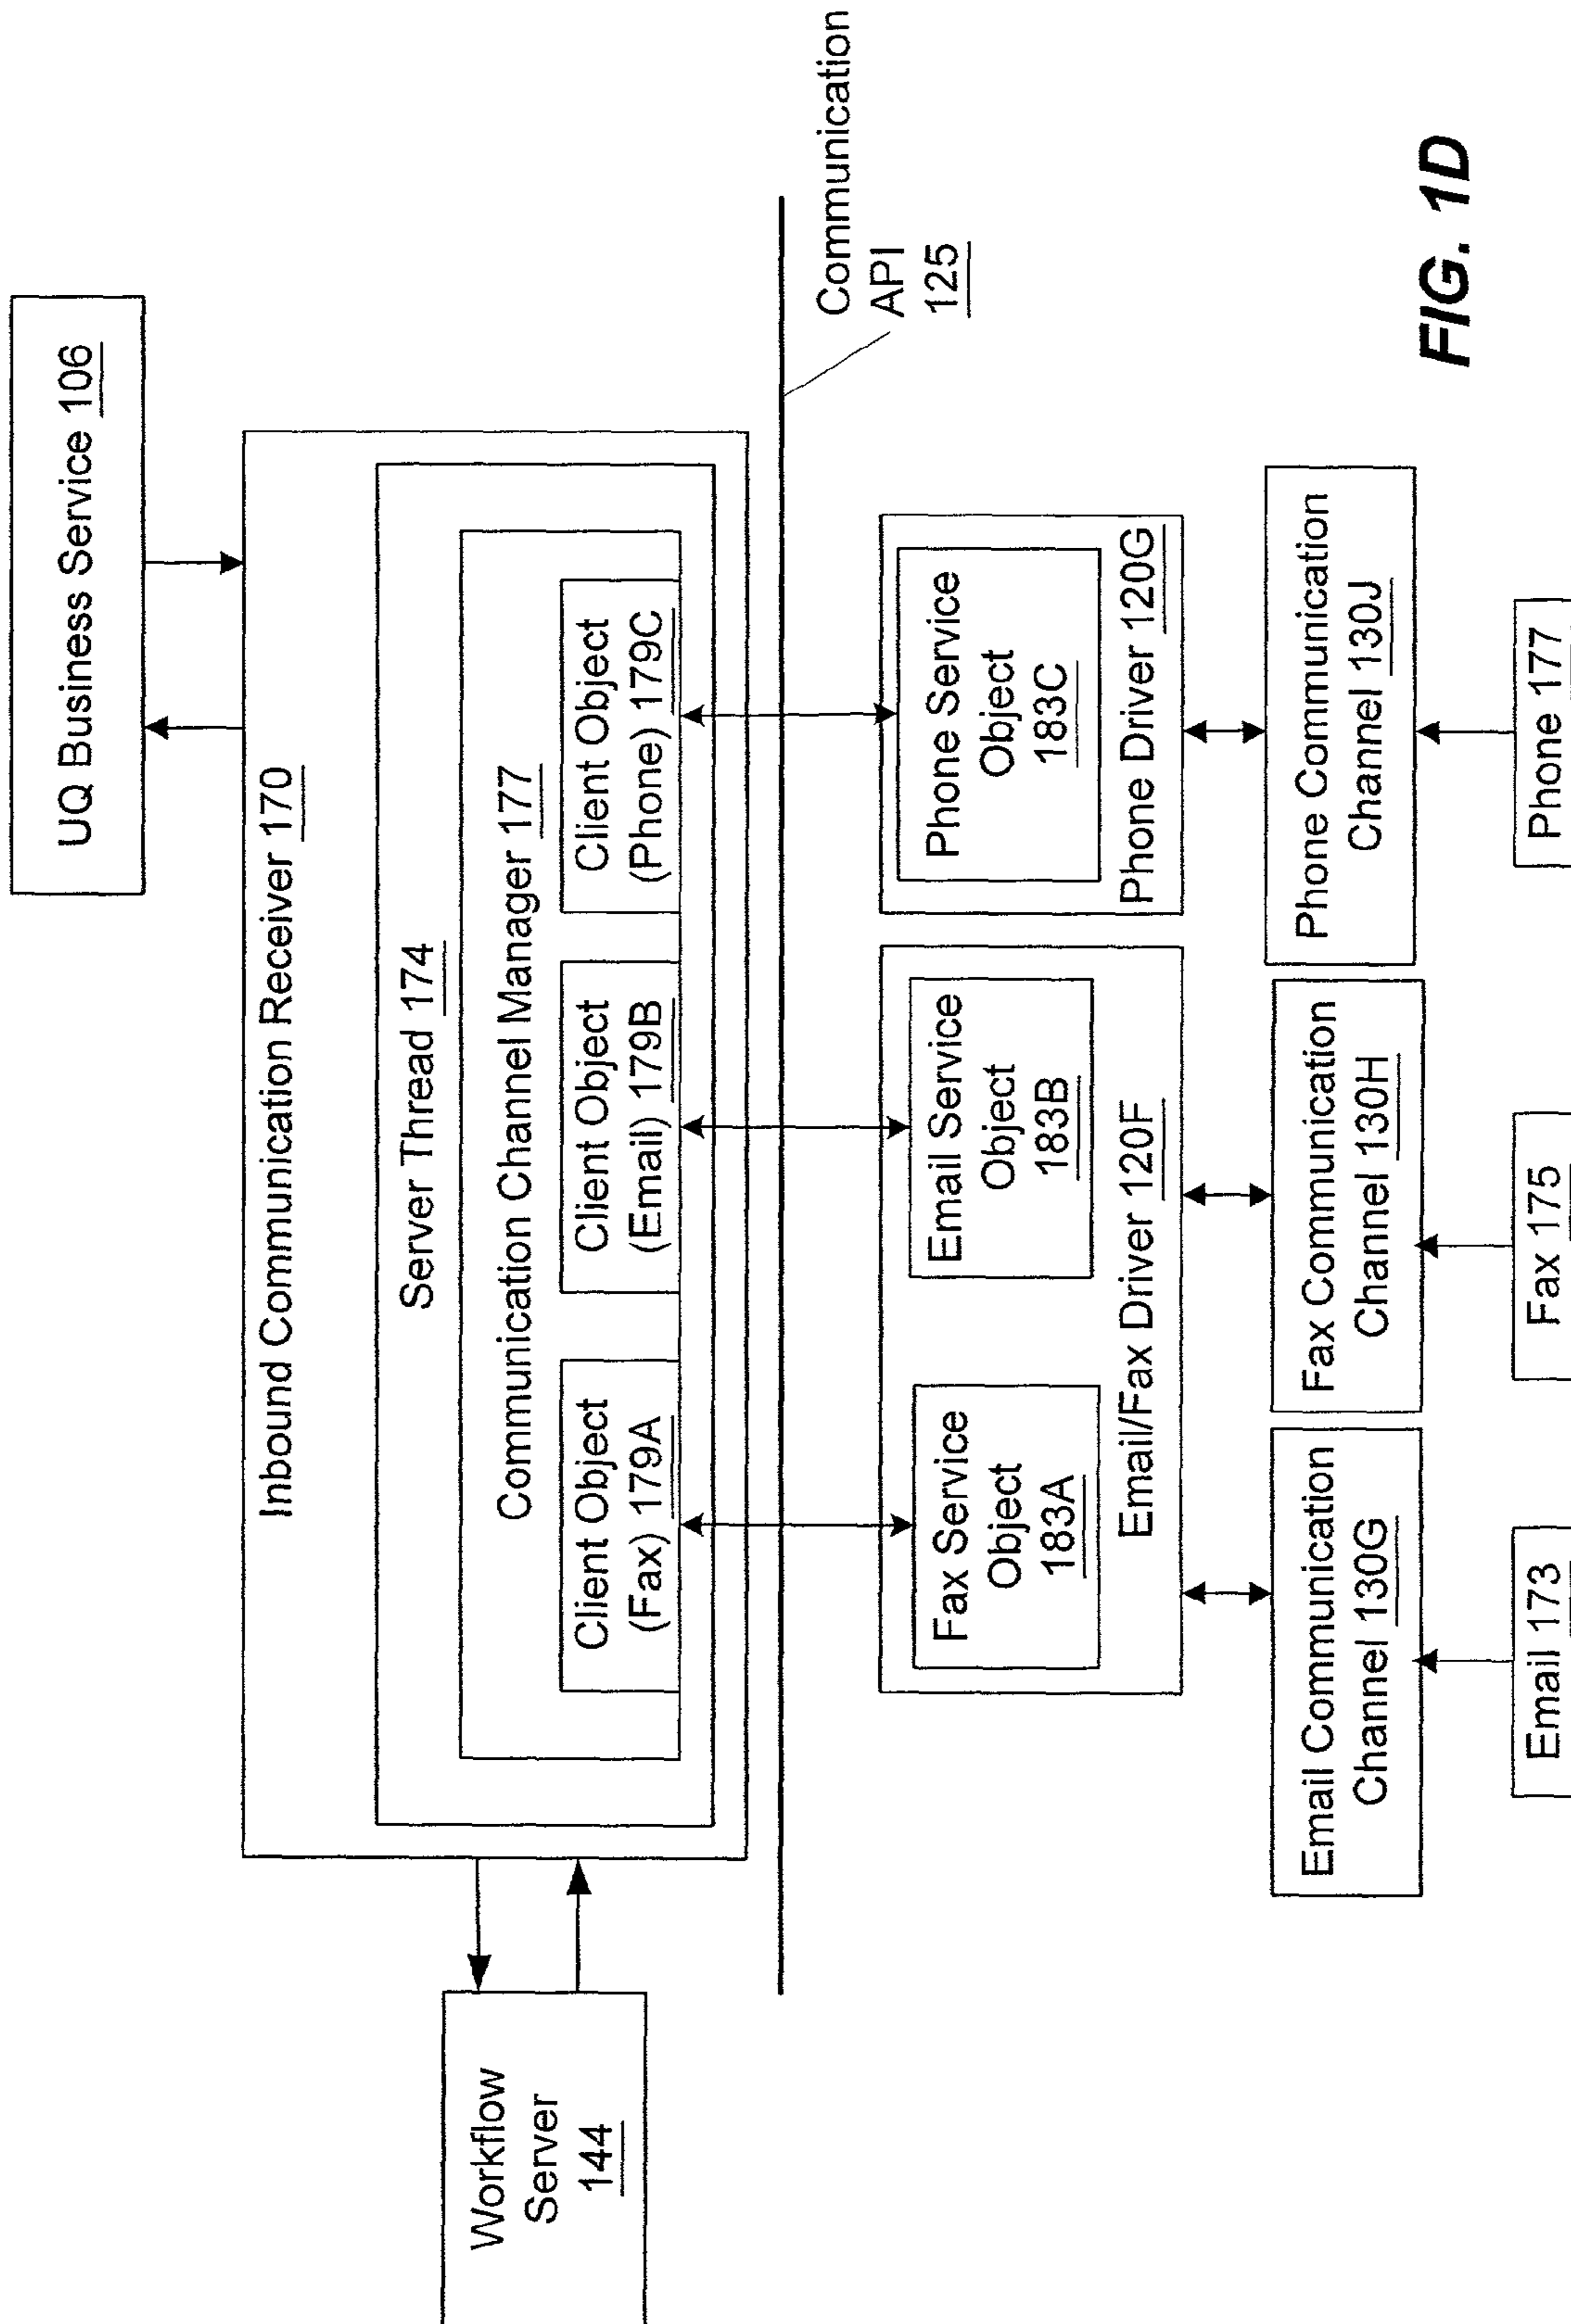 UQ Business Service 106
Inbound Communication Receiver 170
Server Thread 174
Communication Channel Manager 177
Client Object
(Fax) 179A
Client Object
(Email) 179B
Client Object
(Phone) 179C
Workflow
Server
144
Communication
API
125
Fax Service
Object
183A
Email Service
Object
183B
Email/Fax Driver 120F
Phone Service
Object
183C
Phone Driver 120G
Email Communication
Channel 130G
Fax Communication
Channel 130H
Phone Communication
Channel 130J
Email 173
Fax 175
Phone 177
FIG. 1D